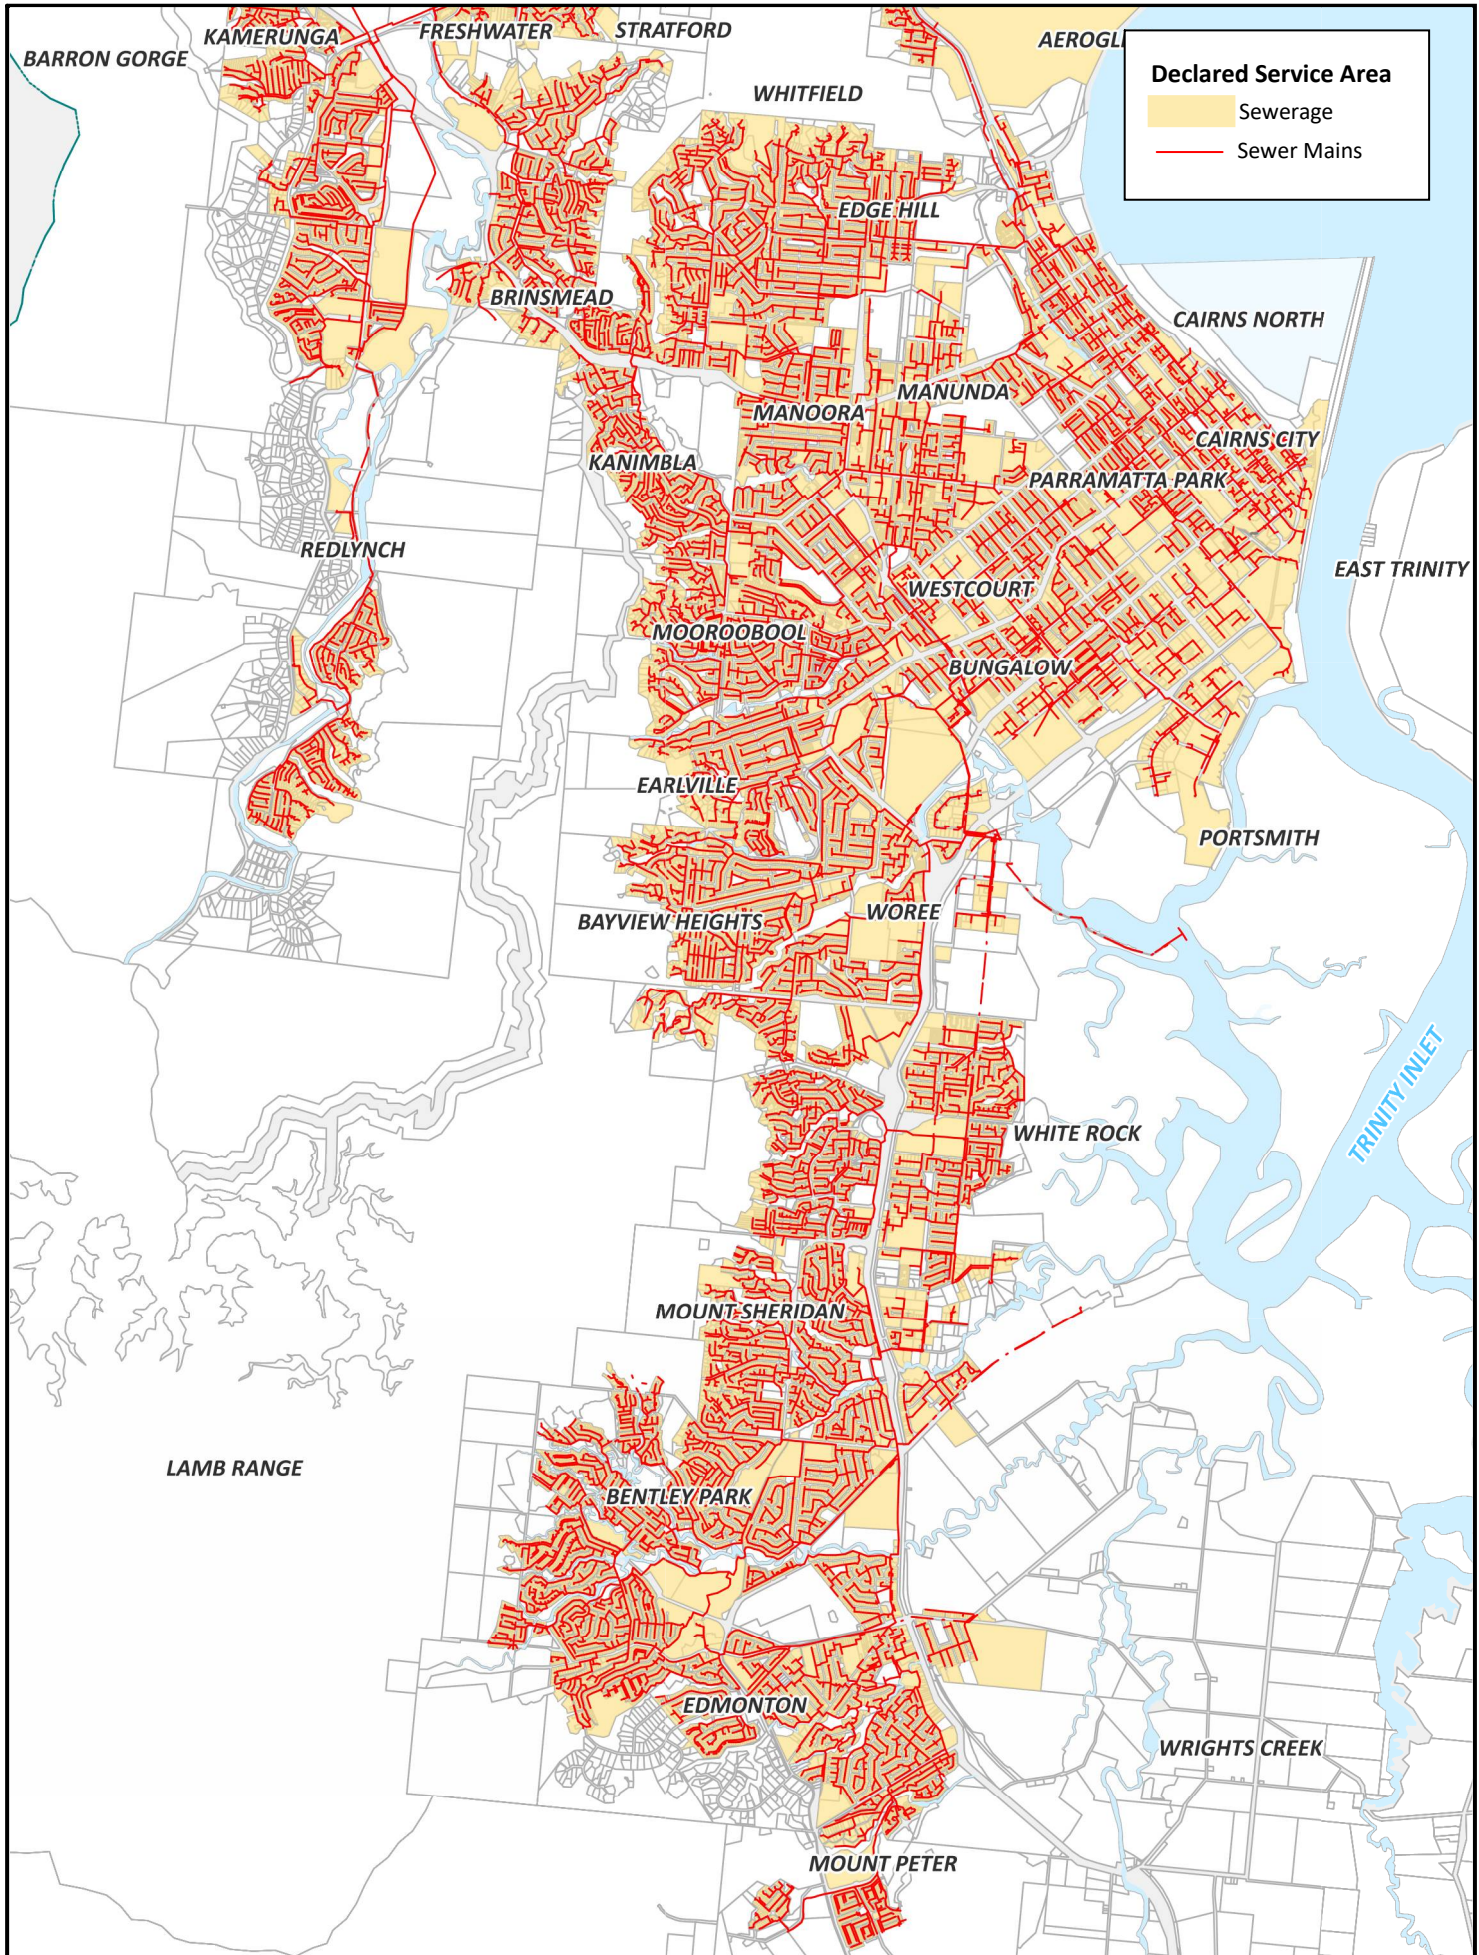 KAMERUNGA
FRESHWATER
STRATFORD
BARRON GORGE
AEROGL
Declared Service Area
Sewerage
Sewer Mains
WHITFIELD
EDGE HILL
BRINSMEAD
CAIRNS NORTH
MANUNDA
MANOORA
CAIRNS CITY
KANIMBLA
PARRAMATTA PARK
REDLYNCH
EAST TRINITY
WESTCOURT
MOOROOBOOL
BUNGALOW
EARLVILLE
PORTSMITH
WOREE
BAYVIEW HEIGHTS
TRINITY INLET
WHITE ROCK
MOUNT SHERIDAN
LAMB RANGE
BENTLEY PARK
EDMONTON
WRIGHTS CREEK
MOUNT PETER